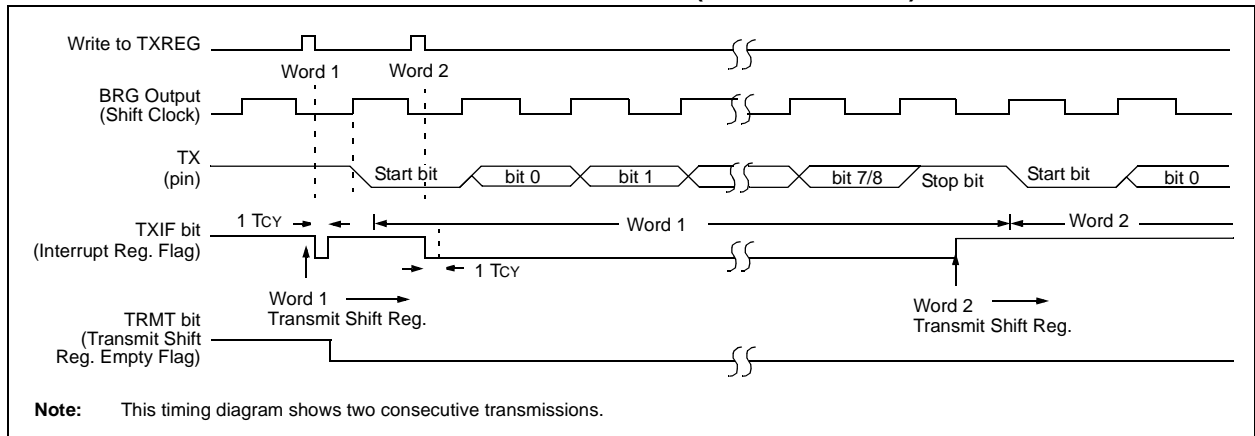 Write to TXREG
Word 1
Word 2
BRG Output
(Shift Clock)
TX
(pin)
Start bit
bit 0
bit 1
bit 7/8
Stop bit
Start bit
bit 0
1 TCY
TXIF bit
(Interrupt Reg. Flag)
Word 1
Word 2
1 TCY
Word 1
Transmit Shift Reg.
Word 2
Transmit Shift Reg.
TRMT bit
(Transmit Shift
Reg. Empty Flag)
Note: This timing diagram shows two consecutive transmissions.